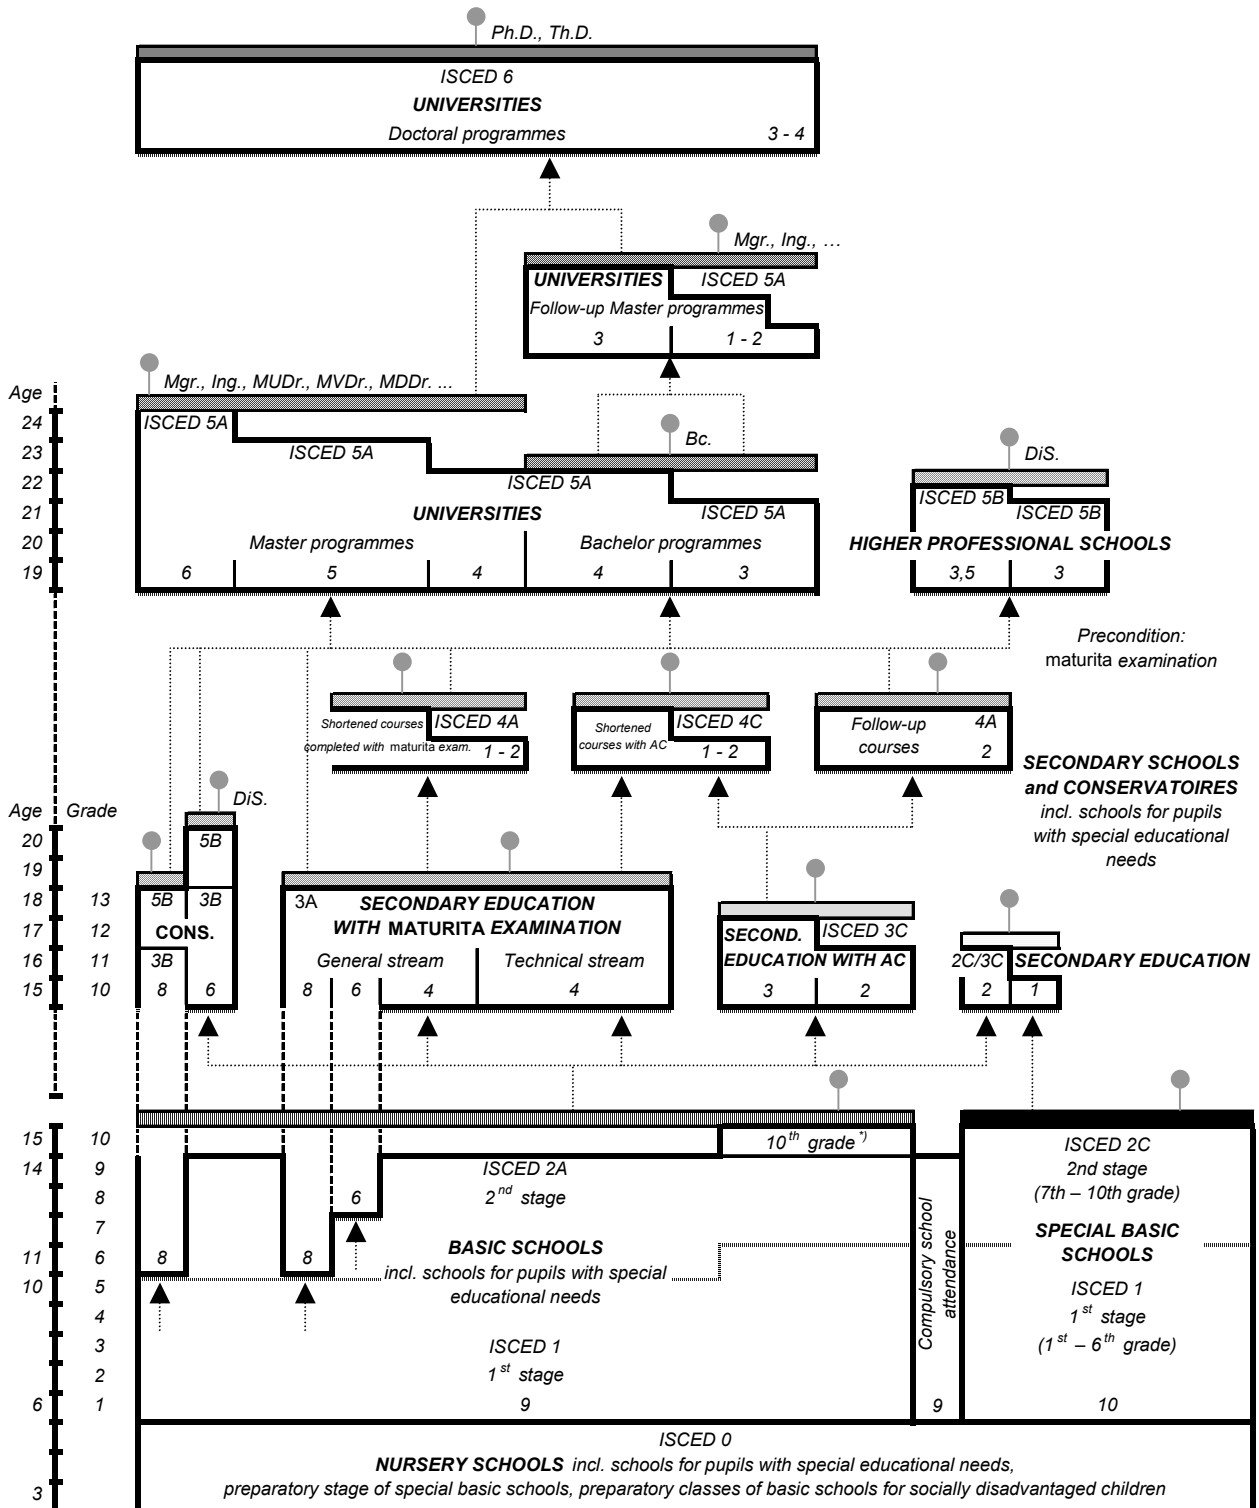 Ph.D., Th.D.
ISCED 6
UNIVERSITIES
Doctoral programmes 3 - 4
Mgr., Ing., …
UNIVERSITIES ISCED 5A
Follow-up Master programmes
3 1 - 2
Mgr., Ing., MUDr., MVDr., MDDr. ...
Age
24 ISCED 5A
Bc.
DiS.
23 ISCED 5A
22 ISCED 5A
ISCED 5B
21 UNIVERSITIES ISCED 5A ISCED 5B
20 Master programmes Bachelor programmes HIGHER PROFESSIONAL SCHOOLS
19 6 5 4 4 3 3,5 3
Precondition:
maturita examination
Shortened courses ISCED 4A
completed with maturita exam. 1 - 2
Shortened ISCED 4C
courses with AC 1 - 2
Follow-up 4A
courses 2
SECONDARY SCHOOLS
and CONSERVATOIRES
incl. schools for pupils
with special educational
needs
DiS.
Age Grade
20 5B
19
18 13 5B 3B 3A SECONDARY EDUCATION
17 12 CONS. WITH MATURITA EXAMINATION SECOND. ISCED 3C
16 11 3B General stream Technical stream EDUCATION WITH AC 2C/3C SECONDARY EDUCATION
15 10 8 6 8 6 4 4 3 2 2 1
15 10 10th grade *) ISCED 2C
14 9 ISCED 2A 2nd stage
8 6 2nd stage (7th – 10th grade)
7
11 6 8 8 BASIC SCHOOLS SPECIAL BASIC
SCHOOLS
10 5 incl. schools for pupils with special
educational needs
ISCED 1
4 1st stage
3 ISCED 1 (1st – 6th grade)
2 1st stage
Compulsory school
attendance
6 1 9 9 10
ISCED 0
NURSERY SCHOOLS incl. schools for pupils with special educational needs,
3 preparatory stage of special basic schools, preparatory classes of basic schools for socially disadvantaged children